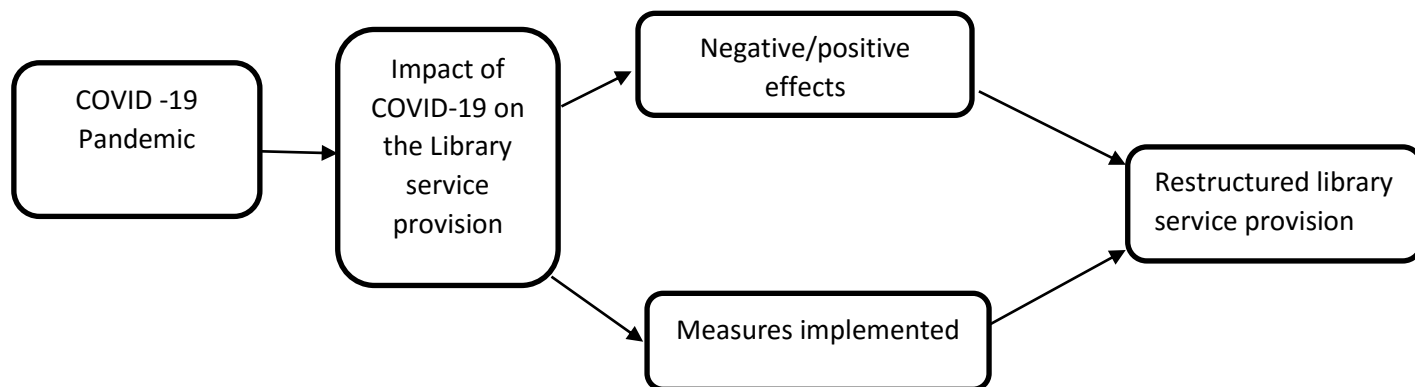 COVID -19
Pandemic
Impact of
COVID-19 on
the Library
service
provision
Negative/positive
effects
Measures implemented
Restructured library
service provision